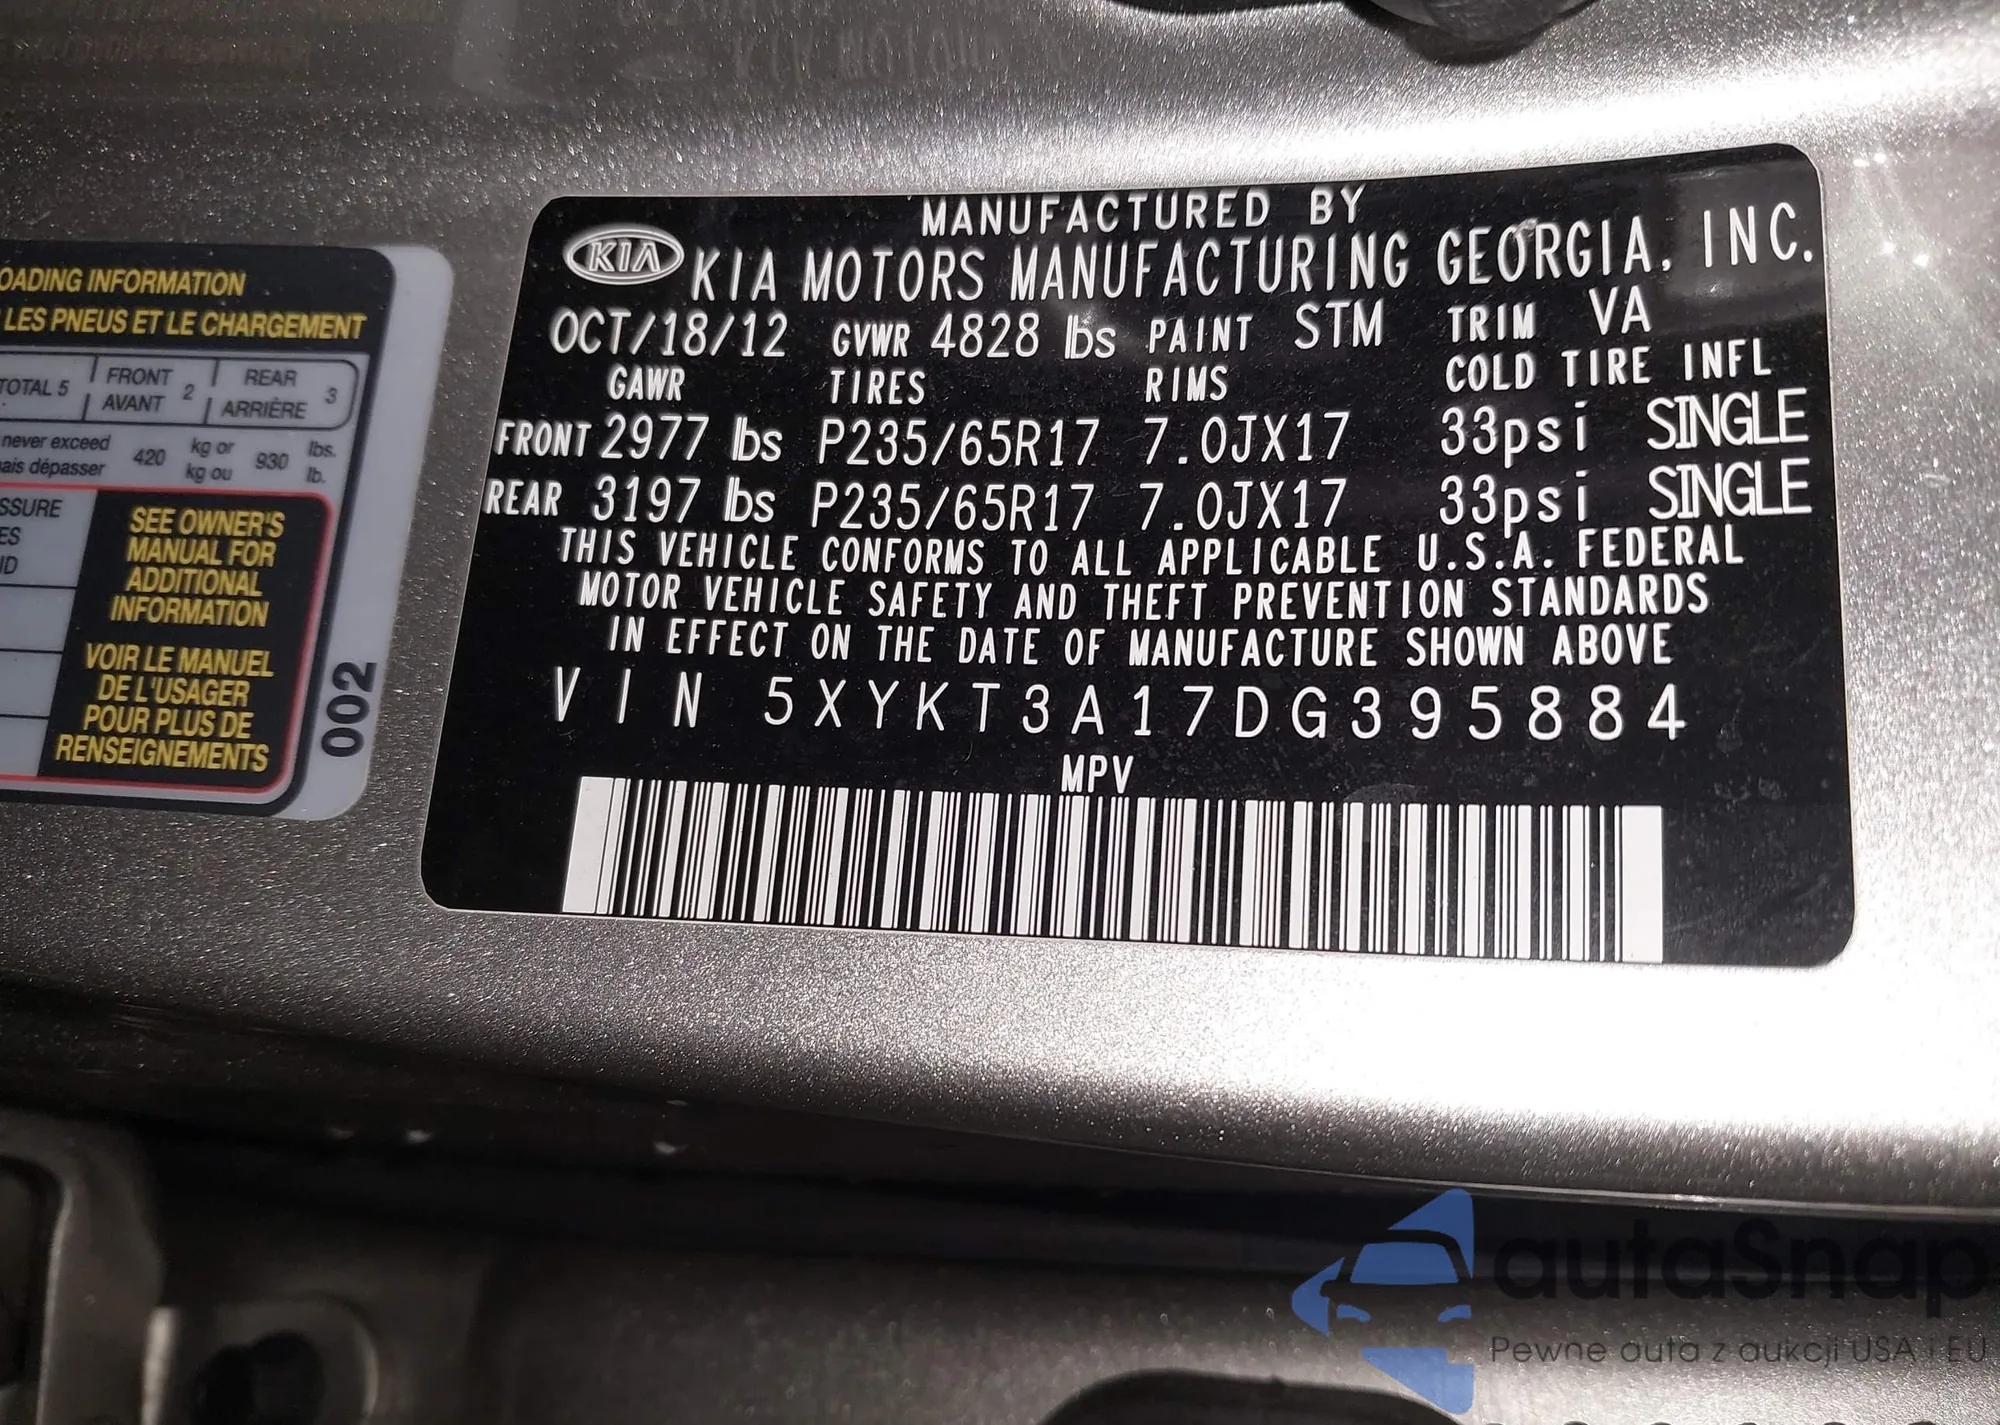 OADING INFORMATION
LES PNEUS ET LE CHARGEMENT
TOTAL 5 FRONT AVANT 2 REAR ARRIÈRE 3
never exceed 420 kg or 930 lbs.
ais dépasser kg ou lb.
SSURE
ES
ID
SEE OWNER'S
MANUAL FOR
ADDITIONAL
INFORMATION
VOIR LE MANUEL
DE L'USAGER
POUR PLUS DE
RENSEIGNEMENTS
002
MANUFACTURED BY
KIA KIA MOTORS MANUFACTURING GEORGIA, INC.
OCT/18/12 GVWR 4828 lbs PAINT STM TRIM VA
GAWR TIRES RIMS COLD TIRE INFL
FRONT 2977 lbs P235/65R17 7.0JX17 33psi SINGLE
REAR 3197 lbs P235/65R17 7.0JX17 33psi SINGLE
THIS VEHICLE CONFORMS TO ALL APPLICABLE U.S.A. FEDERAL
MOTOR VEHICLE SAFETY AND THEFT PREVENTION STANDARDS
IN EFFECT ON THE DATE OF MANUFACTURE SHOWN ABOVE
VIN 5XYKT3A17DG395884
MPV
autaSnap
Pewne auta z aukcji USA i EU